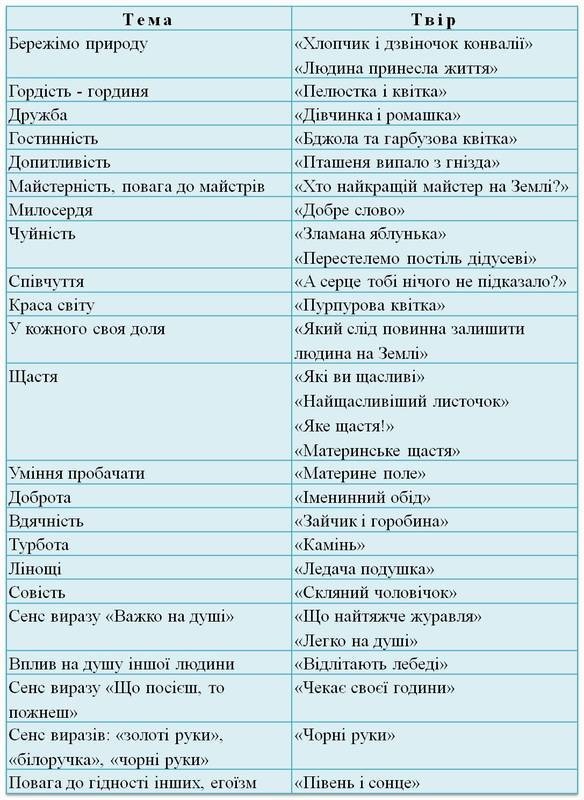 Тема Твір
Бережімо природу «Хлопчик і дзвіночок конвалії»
«Людина принесла життя»
Гордість - гординя «Пелюстка і квітка»
Дружба «Дівчинка і ромашка»
Гостинність «Бджола та гарбузова квітка»
Допитливість «Пташеня випало з гнізда»
Майстерність, повага до майстрів «Хто найкращій майстер на Землі?»
Милосердя «Добре слово»
Чуйність «Зламана яблунька»
«Перестелемо постіль дідусеві»
Співчуття «А серце тобі нічого не підказало?»
Краса світу «Пурпурова квітка»
У кожного своя доля «Який слід повинна залишити
людина на Землі»
Щастя «Які ви щасливі»
«Найщасливіший листочок»
«Яке щастя!»
«Материнське щастя»
Уміння пробачати «Материне поле»
Доброта «Іменинний обід»
Вдячність «Зайчик і горобина»
Турбота «Камінь»
Лінощі «Ледача подушка»
Совість «Скляний чоловічок»
Сенс виразу «Важко на душі» «Що найтяжче журавля»
«Легко на душі»
Вплив на душу іншої людини «Відлітають лебеді»
Сенс виразу «Що посієш, то «Чекає своєї години»
пожнеш»
Сенс виразів: «золоті руки», «Чорні руки»
«білоручка», «чорні руки»
Повага до гідності інших, егоїзм «Півень і сонце»